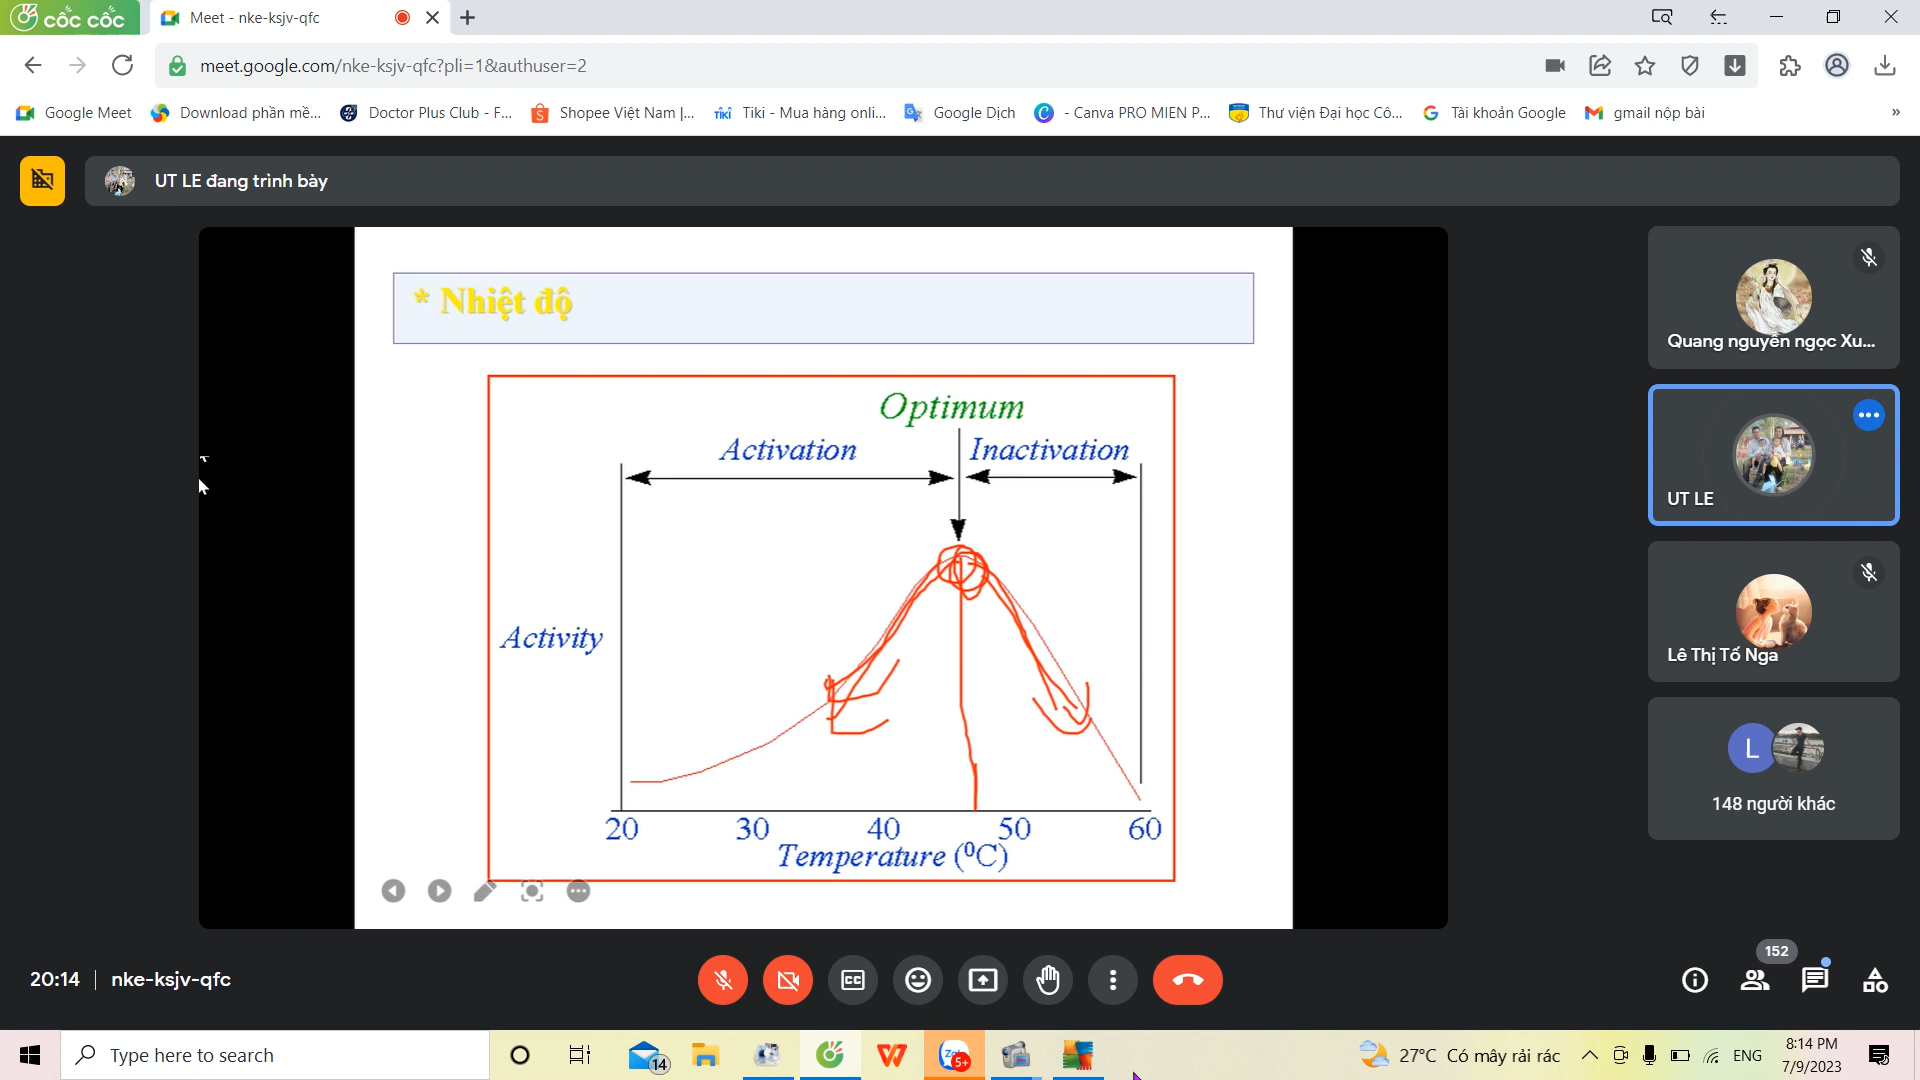 cốc cốc
Meet - nke-ksjv-qfc
meet.google.com/nke-ksjv-qfc?pli=1&authuser=2
Google Meet
Download phần mề...
Doctor Plus Club - F...
Shopee Việt Nam |...
TIKI
Tiki - Mua hàng onli...
Google Dịch
- Canva PRO MIEN P...
Thư viện Đại học Cô...
Tài khoản Google
gmail nộp bài
»
UT LE đang trình bày
* Nhiệt độ
Optimum
Activation
Inactivation
Activity
20 30 40 50 60
Temperature (⁰C)
Quang nguyễn ngọc Xu...
UT LE
Lê Thị Tố Nga
L
148 người khác
20:14 | nke-ksjv-qfc
CC
152
Type here to search
14
Zalo
5+
27°C Có mây rải rác
ENG
8:14 PM
7/9/2023